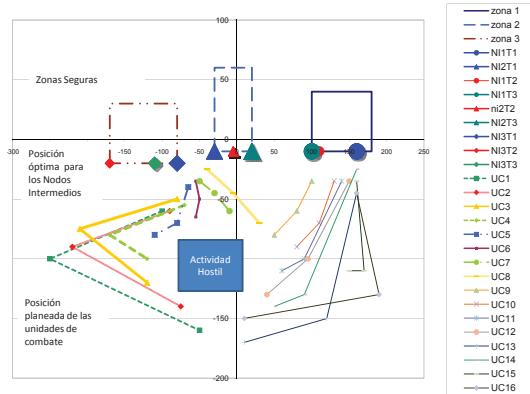 100
50
0
-50
-100
-150
-200
-300
-150
-100
-50
0
50
100
150
200
250
Zonas Seguras
Posición
óptima para
los Nodos
Intermedios
Actividad
Hostil
Posición
planeada de las
unidades de
combate
zona 1
zona 2
zona 3
NI1T1
NI2T1
NI1T2
NI1T3
ni2T2
NI2T3
NI3T1
NI3T2
NI3T3
UC1
UC2
UC3
UC4
UC5
UC6
UC7
UC8
UC9
UC10
UC11
UC12
UC13
UC14
UC15
UC16